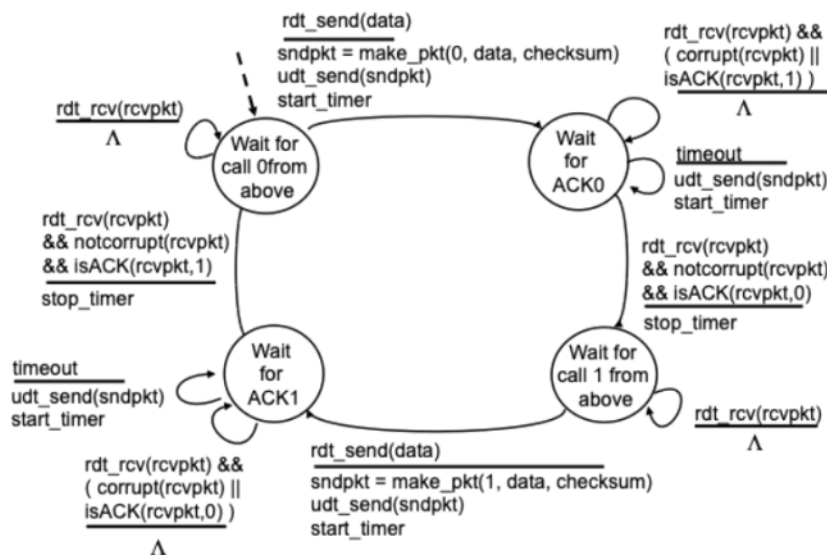 rdt_send(data)
sndpkt = make_pkt(0, data, checksum)
udt_send(sndpkt)
start_timer
rdt_rcv(rcvpkt) &&
( corrupt(rcvpkt) ||
isACK(rcvpkt,1) )
Λ
rdt_rcv(rcvpkt)
Λ
Wait for
call 0from
above
Wait
for
ACK0
timeout
udt_send(sndpkt)
start_timer
rdt_rcv(rcvpkt)
&& notcorrupt(rcvpkt)
&& isACK(rcvpkt,1)
stop_timer
rdt_rcv(rcvpkt)
&& notcorrupt(rcvpkt)
&& isACK(rcvpkt,0)
stop_timer
Wait
for
ACK1
Wait for
call 1 from
above
timeout
udt_send(sndpkt)
start_timer
rdt_rcv(rcvpkt)
Λ
rdt_rcv(rcvpkt) &&
( corrupt(rcvpkt) ||
isACK(rcvpkt,0) )
Λ
rdt_send(data)
sndpkt = make_pkt(1, data, checksum)
udt_send(sndpkt)
start_timer